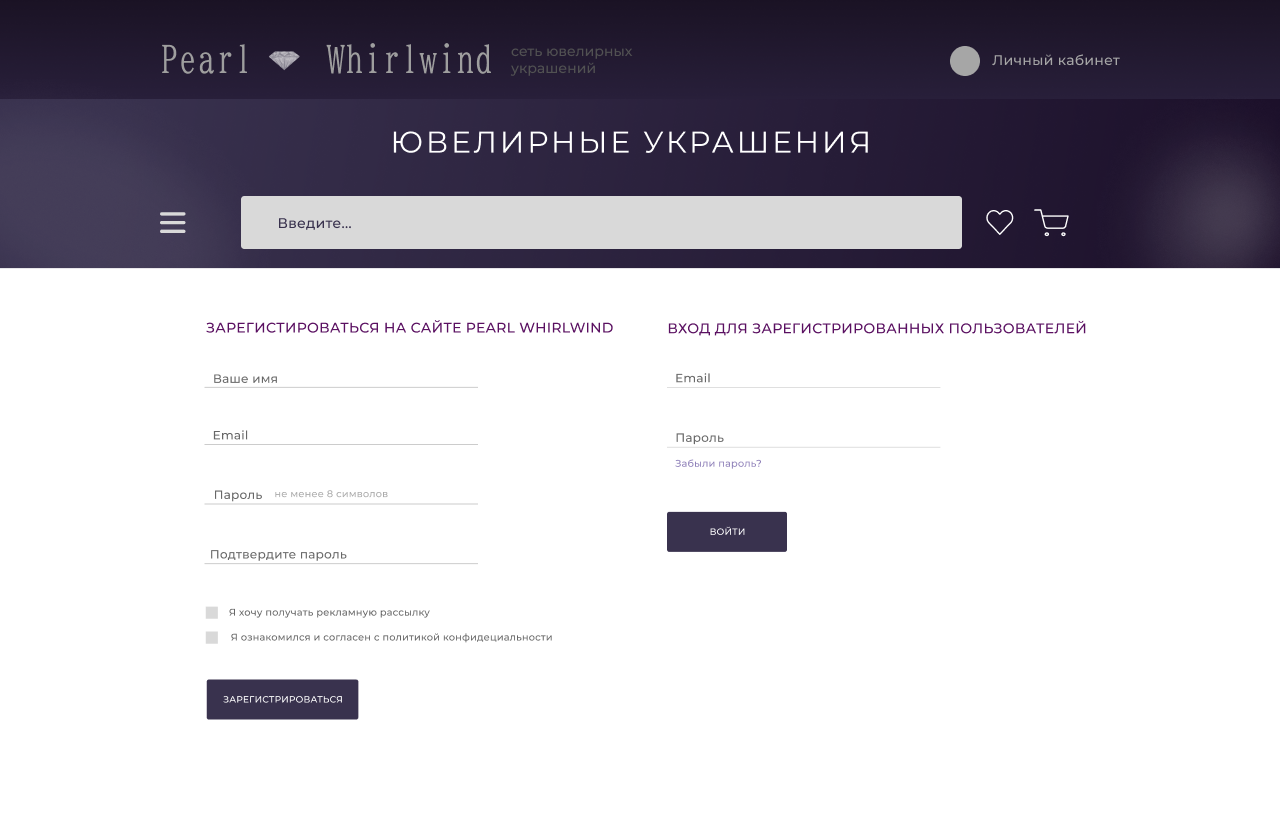 Pearl Whirlwind
сеть ювелирных
украшений
Личный кабинет
ЮВЕЛИРНЫЕ УКРАШЕНИЯ
Введите...
ЗАРЕГИСТИРОВАТЬСЯ НА САЙТЕ PEARL WHIRLWIND
Ваше имя
Email
Пароль не менее 8 символов
Подтвердите пароль
Я хочу получать рекламную рассылку
Я ознакомился и согласен с политикой конфидециальности
ЗАРЕГИСТРИРОВАТЬСЯ
ВХОД ДЛЯ ЗАРЕГИСТРИРОВАННЫХ ПОЛЬЗОВАТЕЛЕЙ
Email
Пароль
Забыли пароль?
ВОЙТИ